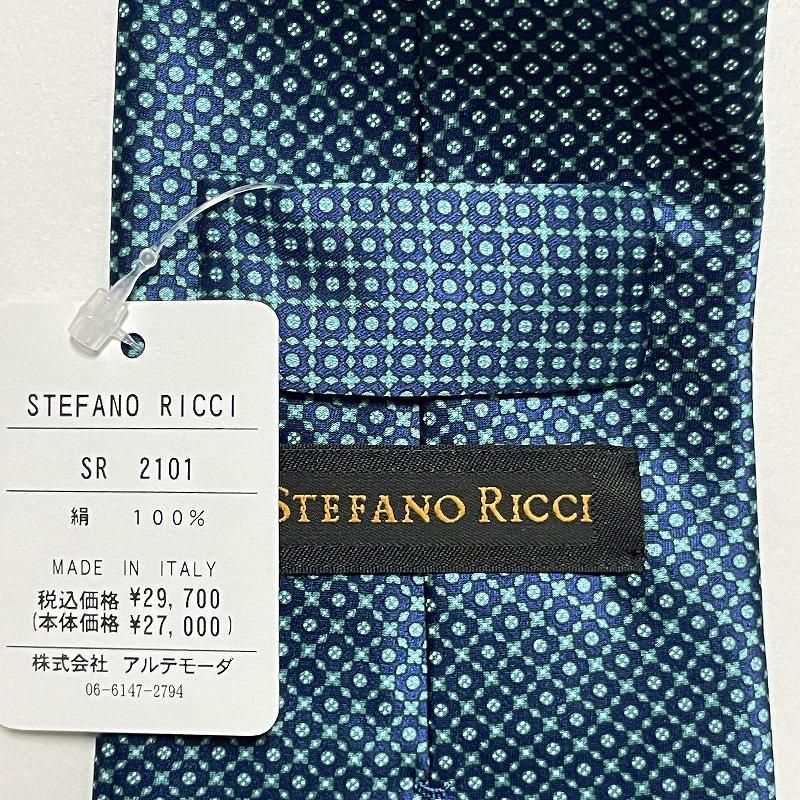 STEFANO RICCI
SR 2101
絹 100%
MADE IN ITALY
税込価格 ¥29,700
(本体価格 ¥27,000)
株式会社 アルテモーダ
06-6147-2794
STEFANO RICCI